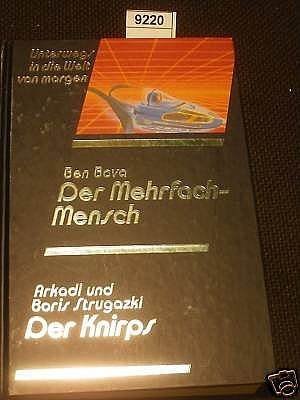 9220
Unterwegs
in die Welt
von morgen
Ben Bova
Der Mehrfach-
Mensch
Arkadi und
Boris Strugazki
Der Knirps